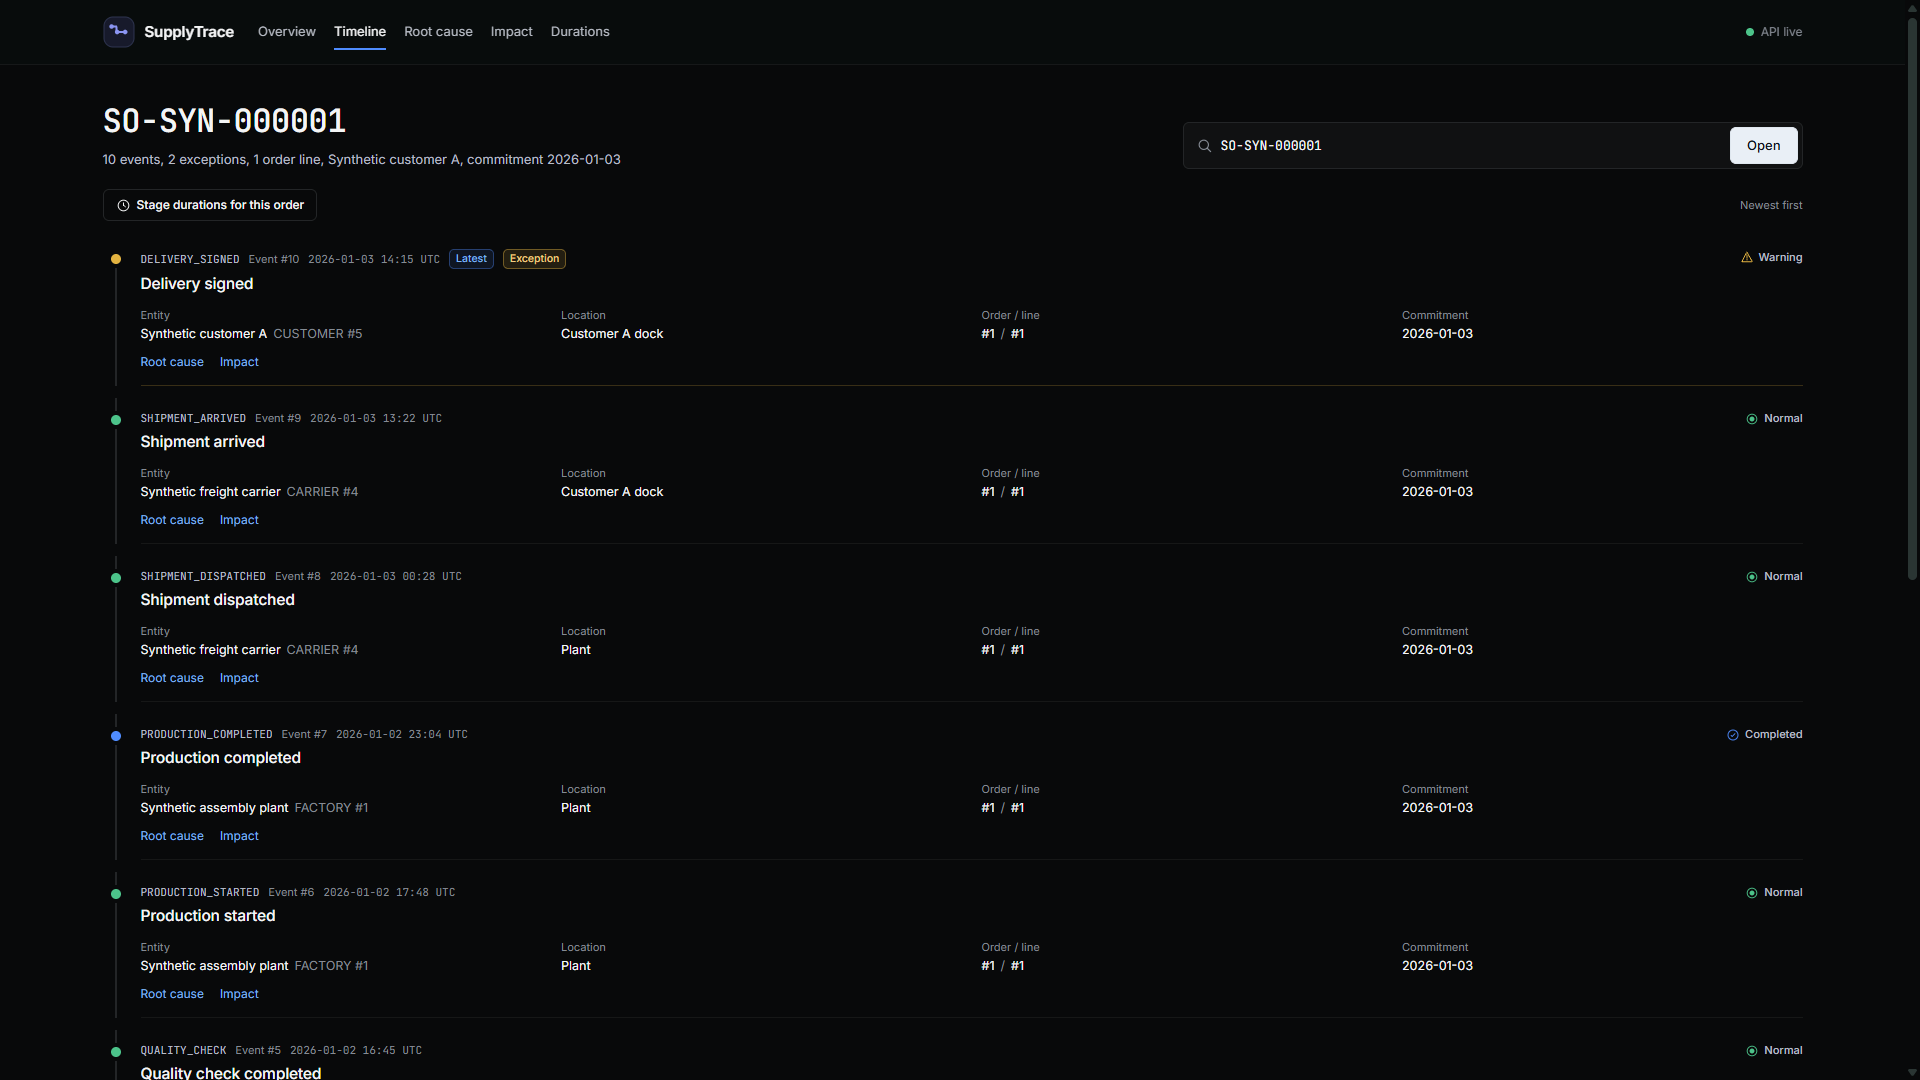 SupplyTrace Overview Timeline Root cause Impact Durations API live
SO-SYN-000001
10 events, 2 exceptions, 1 order line, Synthetic customer A, commitment 2026-01-03
SO-SYN-000001 Open
Stage durations for this order Newest first
DELIVERY_SIGNED Event #10 2026-01-03 14:15 UTC Latest Exception Warning
Delivery signed
Entity Location Order / line Commitment
Synthetic customer A CUSTOMER #5 Customer A dock #1 / #1 2026-01-03
Root cause Impact
SHIPMENT_ARRIVED Event #9 2026-01-03 13:22 UTC Normal
Shipment arrived
Entity Location Order / line Commitment
Synthetic freight carrier CARRIER #4 Customer A dock #1 / #1 2026-01-03
Root cause Impact
SHIPMENT_DISPATCHED Event #8 2026-01-03 00:28 UTC Normal
Shipment dispatched
Entity Location Order / line Commitment
Synthetic freight carrier CARRIER #4 Plant #1 / #1 2026-01-03
Root cause Impact
PRODUCTION_COMPLETED Event #7 2026-01-02 23:04 UTC Completed
Production completed
Entity Location Order / line Commitment
Synthetic assembly plant FACTORY #1 Plant #1 / #1 2026-01-03
Root cause Impact
PRODUCTION_STARTED Event #6 2026-01-02 17:48 UTC Normal
Production started
Entity Location Order / line Commitment
Synthetic assembly plant FACTORY #1 Plant #1 / #1 2026-01-03
Root cause Impact
QUALITY_CHECK Event #5 2026-01-02 16:45 UTC Normal
Quality check completed